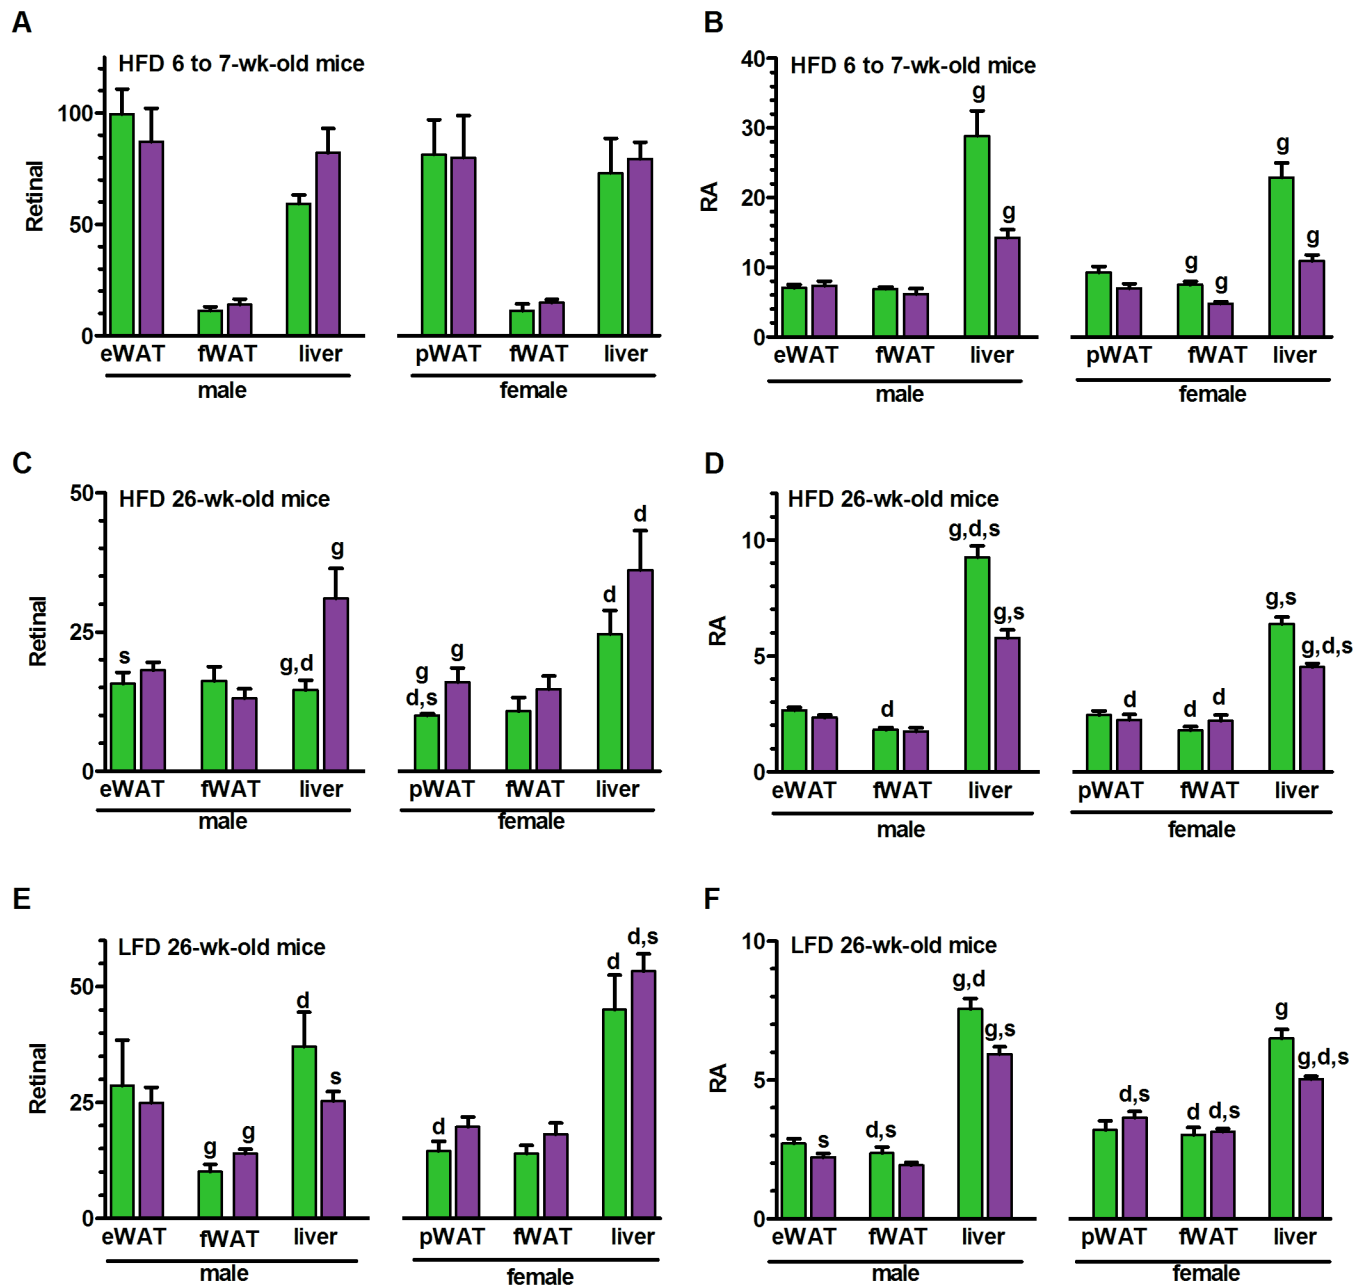 A
HFD 6 to 7-wk-old mice
Retinal
100
50
0
eWAT fWAT liver
male
pWAT fWAT liver
female
B
HFD 6 to 7-wk-old mice
RA
40
30
20
10
0
g
g
g g
g
g
eWAT fWAT liver
male
pWAT fWAT liver
female
C
HFD 26-wk-old mice
Retinal
50
25
0
s
g,d
g
g
d,s
g
d
d
eWAT fWAT liver
male
pWAT fWAT liver
female
D
HFD 26-wk-old mice
RA
10
5
0
d
g,d,s
g,s
d
d
d
g,s
g,d,s
eWAT fWAT liver
male
pWAT fWAT liver
female
E
LFD 26-wk-old mice
Retinal
50
25
0
g
g
d
s
d
d
d,s
eWAT fWAT liver
male
pWAT fWAT liver
female
F
LFD 26-wk-old mice
RA
10
5
0
s
d,s
g,d
g,s
d,s
d
d,s
g
g,d,s
eWAT fWAT liver
male
pWAT fWAT liver
female